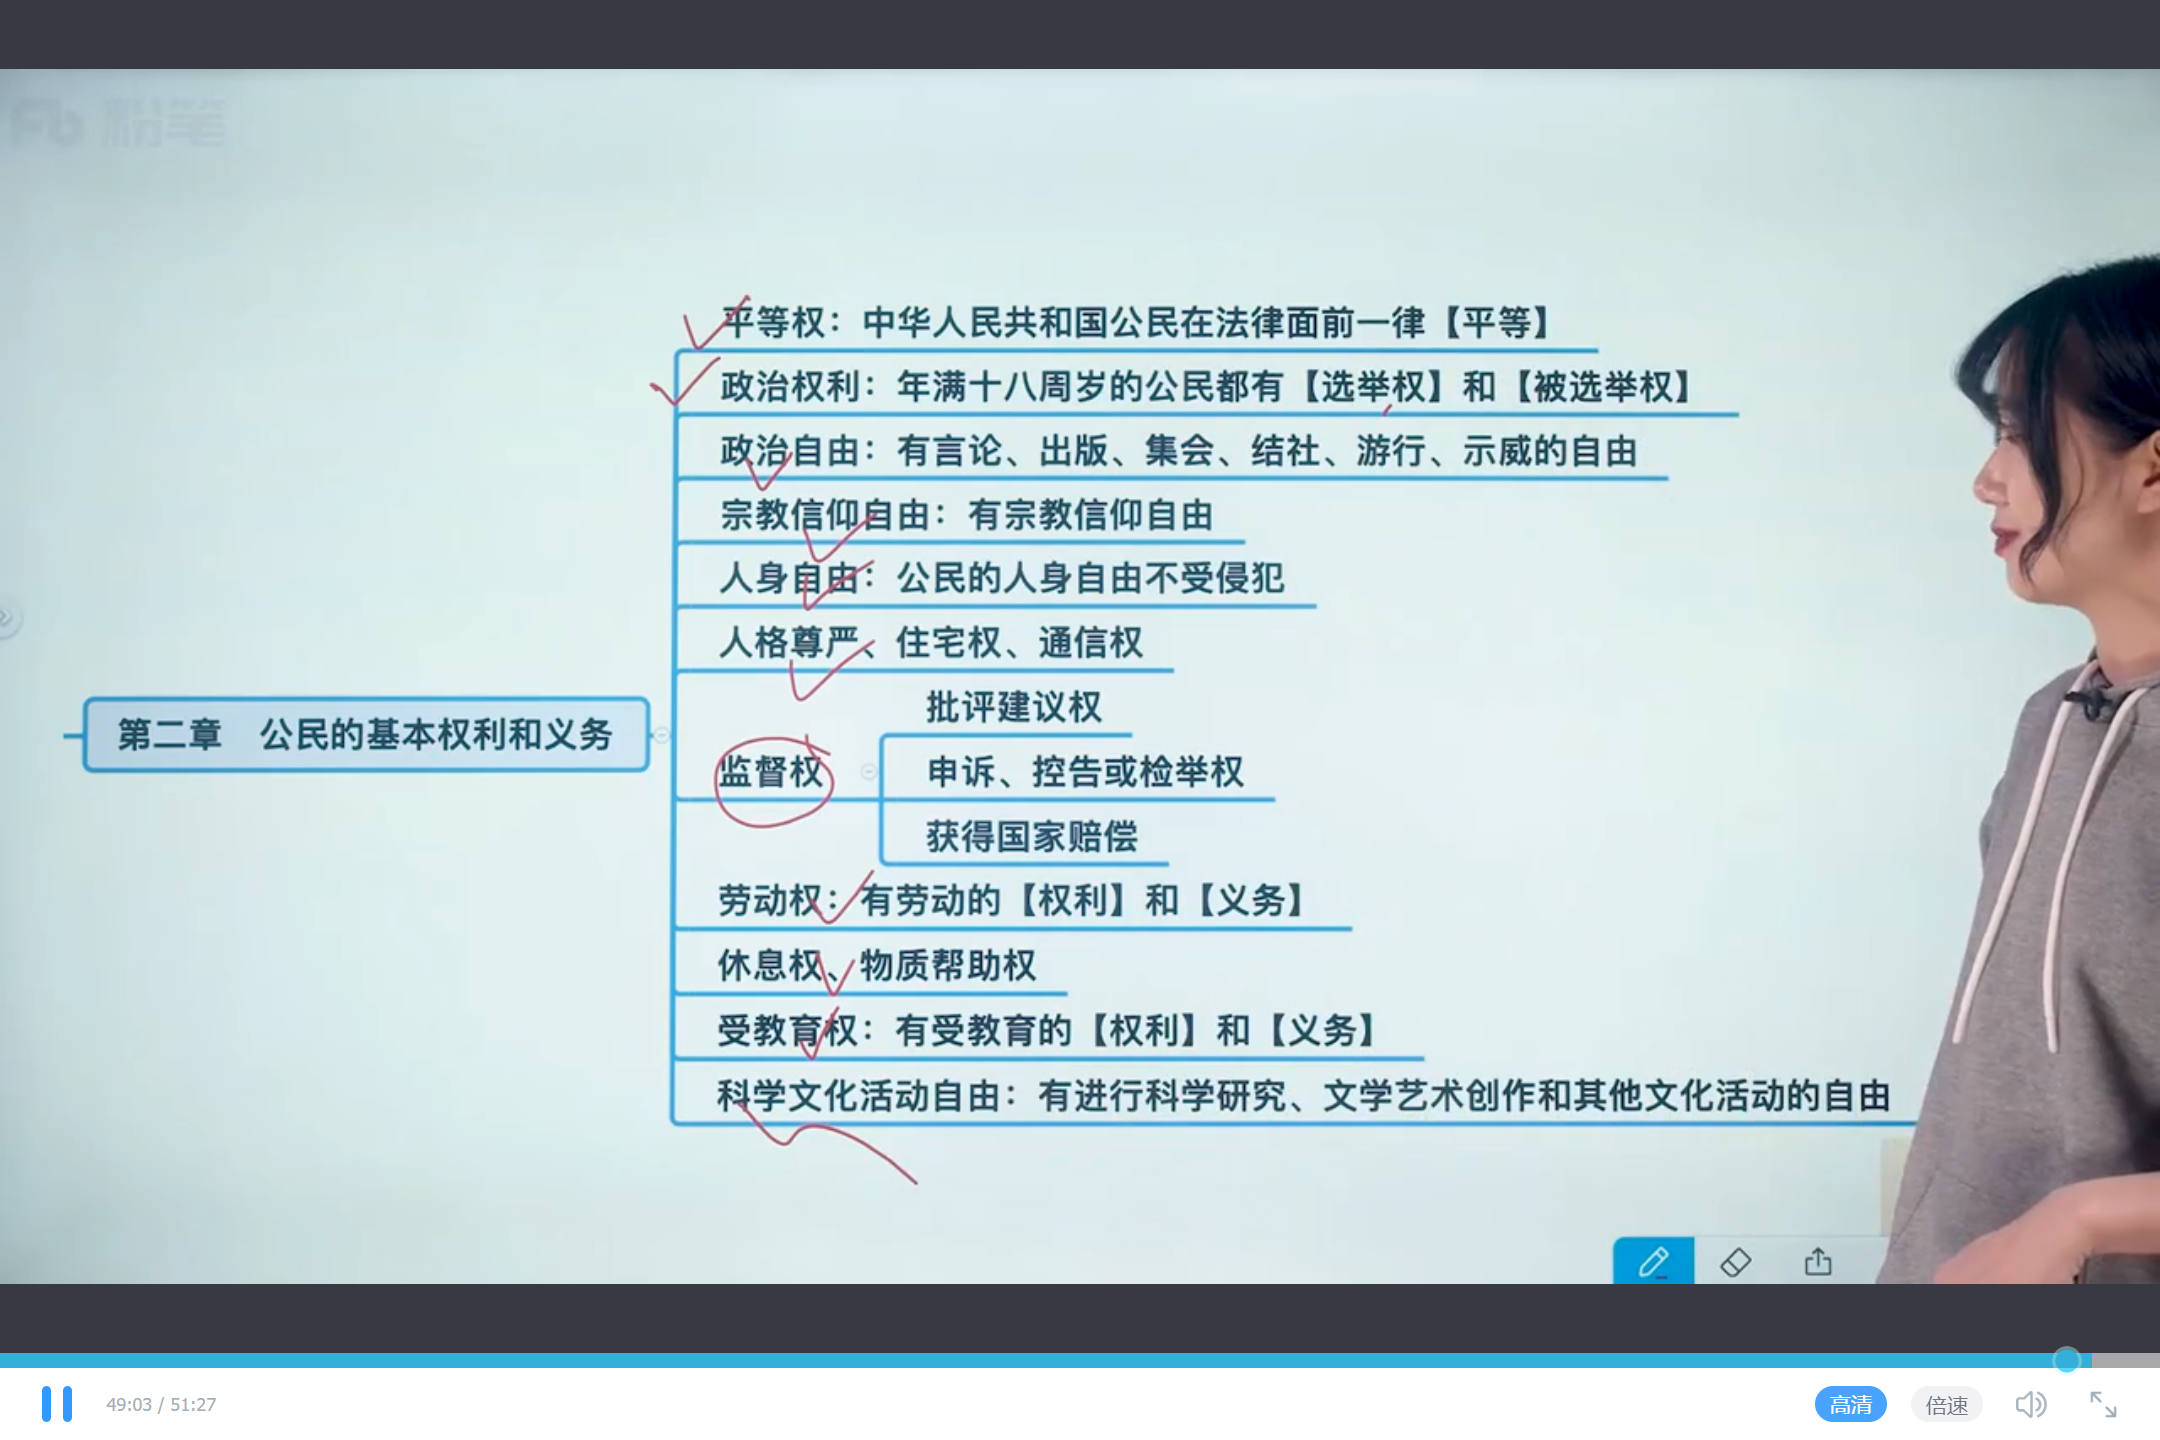 Fb 粉笔
平等权：中华人民共和国公民在法律面前一律【平等】
政治权利：年满十八周岁的公民都有【选举权】和【被选举权】
政治自由：有言论、出版、集会、结社、游行、示威的自由
宗教信仰自由：有宗教信仰自由
人身自由：公民的人身自由不受侵犯
人格尊严、住宅权、通信权
第二章 公民的基本权利和义务
批评建议权
监督权
申诉、控告或检举权
获得国家赔偿
劳动权：有劳动的【权利】和【义务】
休息权、物质帮助权
受教育权：有受教育的【权利】和【义务】
科学文化活动自由：有进行科学研究、文学艺术创作和其他文化活动的自由
49:03 / 51:27
高清
倍速